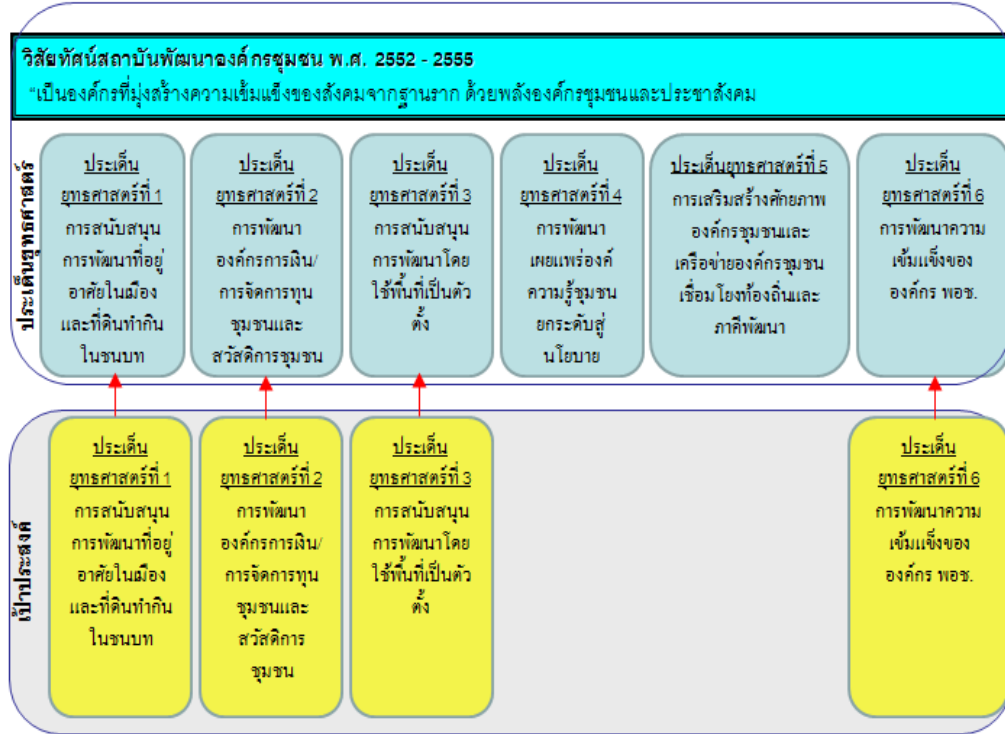 วิสัยทัศน์สถาบันพัฒนาองค์กรชุมชน พ.ศ. 2552 - 2555
“เป็นองค์กรที่มุ่งสร้างความเข้มแข็งของสังคมจากฐานราก ด้วยพลังองค์กรชุมชนและประชาสังคม
ประเด็นยุทธศาสตร์
ประเด็น
ยุทธศาสตร์ที่ 1
การสนับสนุน
การพัฒนาที่อยู่
อาศัยในเมือง
และที่ดินทำกิน
ในชนบท
ประเด็น
ยุทธศาสตร์ที่ 2
การพัฒนา
องค์กรการเงิน/
การจัดการทุน
ชุมชนและ
สวัสดิการชุมชน
ประเด็น
ยุทธศาสตร์ที่ 3
การสนับสนุน
การพัฒนาโดย
ใช้พื้นที่เป็นตัว
ตั้ง
ประเด็น
ยุทธศาสตร์ที่ 4
การพัฒนา
เผยแพร่องค์
ความรู้ชุมชน
ยกระดับสู่
นโยบาย
ประเด็นยุทธศาสตร์ที่ 5
การเสริมสร้างศักยภาพ
องค์กรชุมชนและ
เครือข่ายองค์กรชุมชน
เชื่อมโยงท้องถิ่นและ
ภาคีพัฒนา
ประเด็น
ยุทธศาสตร์ที่ 6
การพัฒนาความ
เข้มแข็งของ
องค์กร พอช.
เป้าประสงค์
ประเด็น
ยุทธศาสตร์ที่ 1
การสนับสนุน
การพัฒนาที่อยู่
อาศัยในเมือง
และที่ดินทำกิน
ในชนบท
ประเด็น
ยุทธศาสตร์ที่ 2
การพัฒนา
องค์กรการเงิน/
การจัดการทุน
ชุมชนและ
สวัสดิการ
ชุมชน
ประเด็น
ยุทธศาสตร์ที่ 3
การสนับสนุน
การพัฒนาโดย
ใช้พื้นที่เป็นตัว
ตั้ง
ประเด็น
ยุทธศาสตร์ที่ 6
การพัฒนาความ
เข้มแข็งของ
องค์กร พอช.